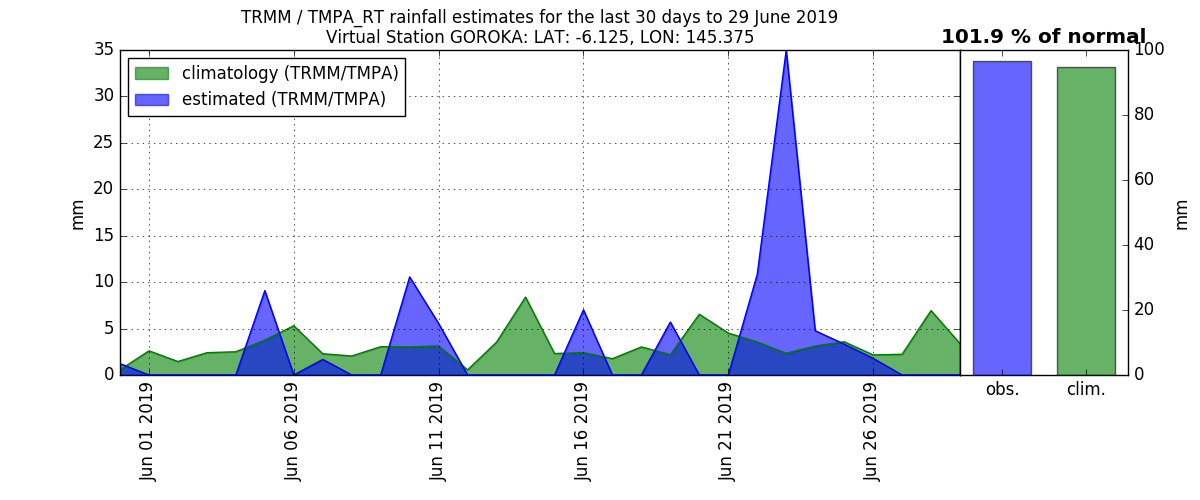 TRMM / TMPA_RT rainfall estimates for the last 30 days to 29 June 2019
Virtual Station GOROKA: LAT: -6.125, LON: 145.375
101.9 % of normal
climatology (TRMM/TMPA)
estimated (TRMM/TMPA)
35
30
25
20
15
10
5
0
mm
Jun 01 2019
Jun 06 2019
Jun 11 2019
Jun 16 2019
Jun 21 2019
Jun 26 2019
100
80
60
40
20
0
mm
obs.
clim.